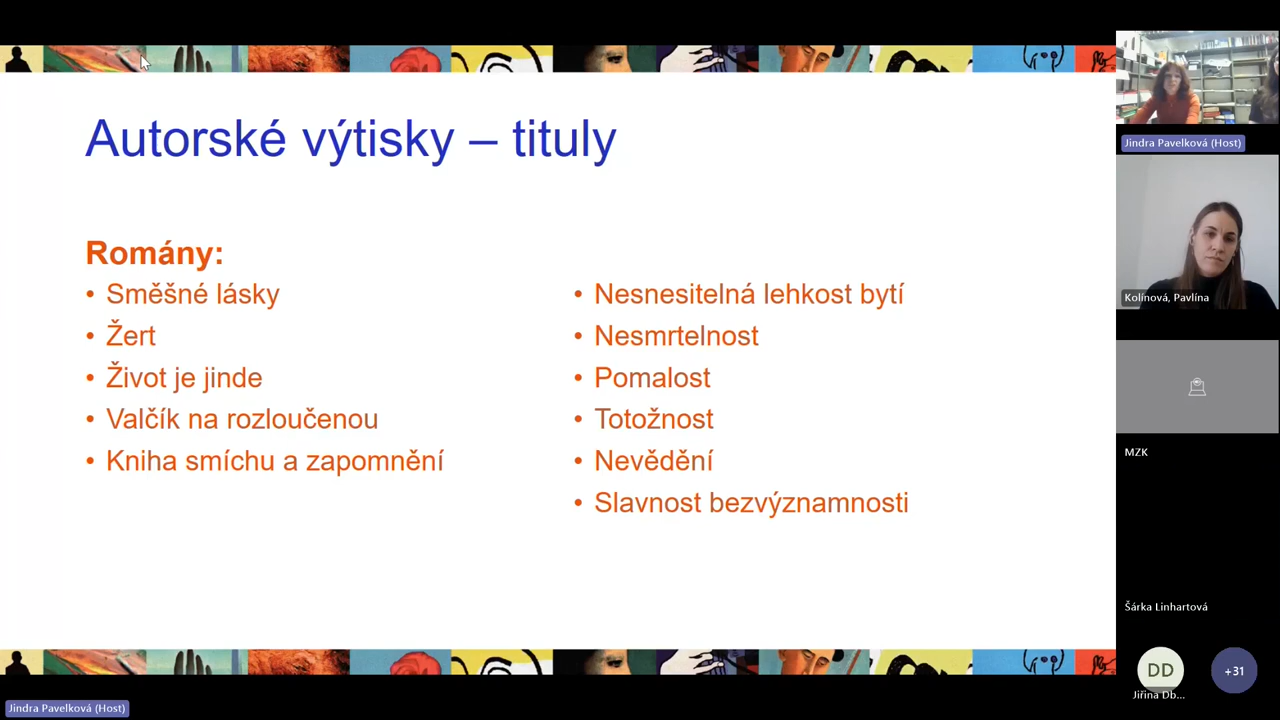 Autorské výtisky – tituly
Romány:
• Směšné lásky
• Žert
• Život je jinde
• Valčík na rozloučenou
• Kniha smíchu a zapomnění
• Nesnesitelná lehkost bytí
• Nesmrtelnost
• Pomalost
• Totožnost
• Nevědění
• Slavnost bezvýznamnosti
Jindra Pavelková (Host)
Kolínová, Pavlína
MZK
Šárka Linhartová
DD
Jiřina Db...
+31
Jindra Pavelková (Host)